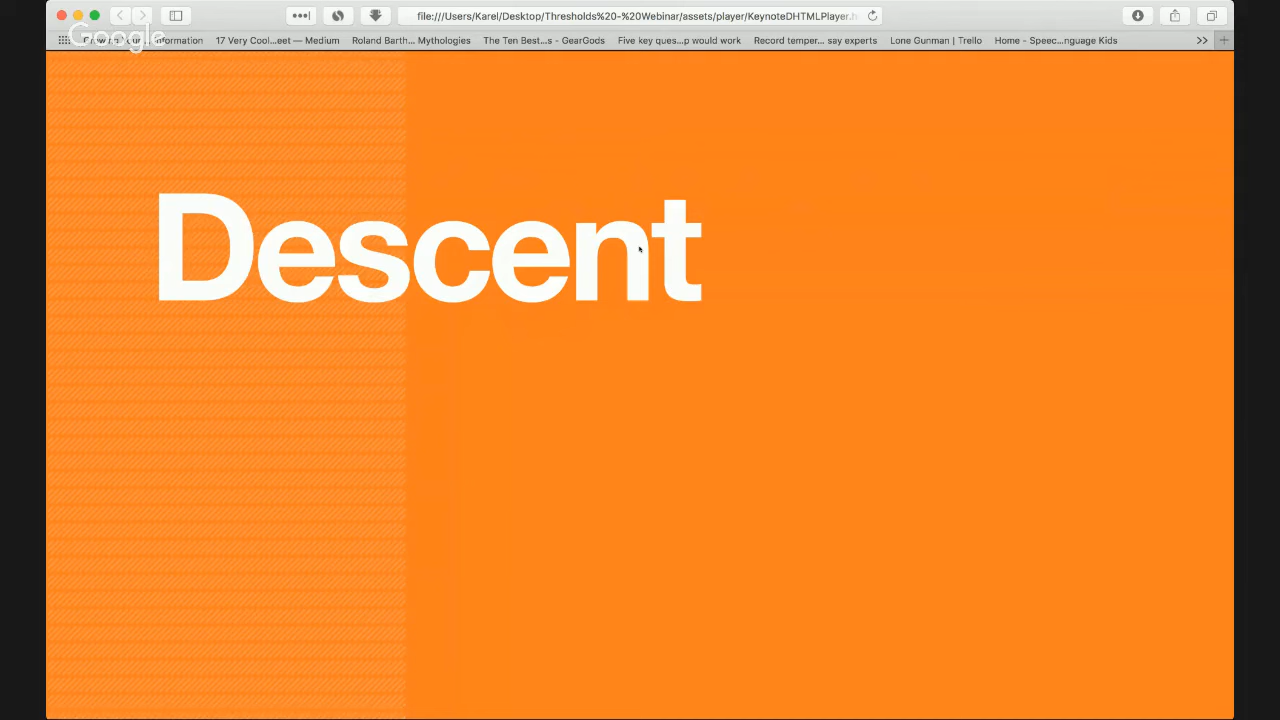 file:///Users/Karel/Desktop/Thresholds%20-%20Webinar/assets/player/KeynoteDHTMLPlayer.h
Google
17 Very Cool...eet — Medium
Roland Barth... Mythologies
The Ten Best...s - GearGods
Five key ques...p would work
Record temper... say experts
Lone Gunman | Trello
Home - Speec...nguage Kids
Descent